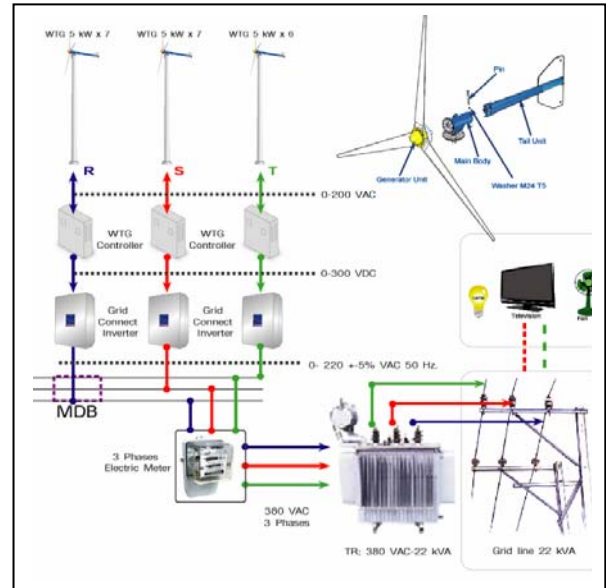 WTG 5 kW x 7
WTG 5 kW x 7
WTG 5 kW x 6
Pin
Tail Unit
Main Body
Washer M24 T5
Generator Unit
R
S
T
0-200 VAC
WTG
Controller
WTG
Controller
0-300 VDC
Grid
Connect
Inverter
Grid
Connect
Inverter
Television
Fan
0- 220 +-5% VAC 50 Hz.
MDB
3 Phases
Electric Meter
380 VAC
3 Phases
TR: 380 VAC-22 kVA
Grid line 22 kVA